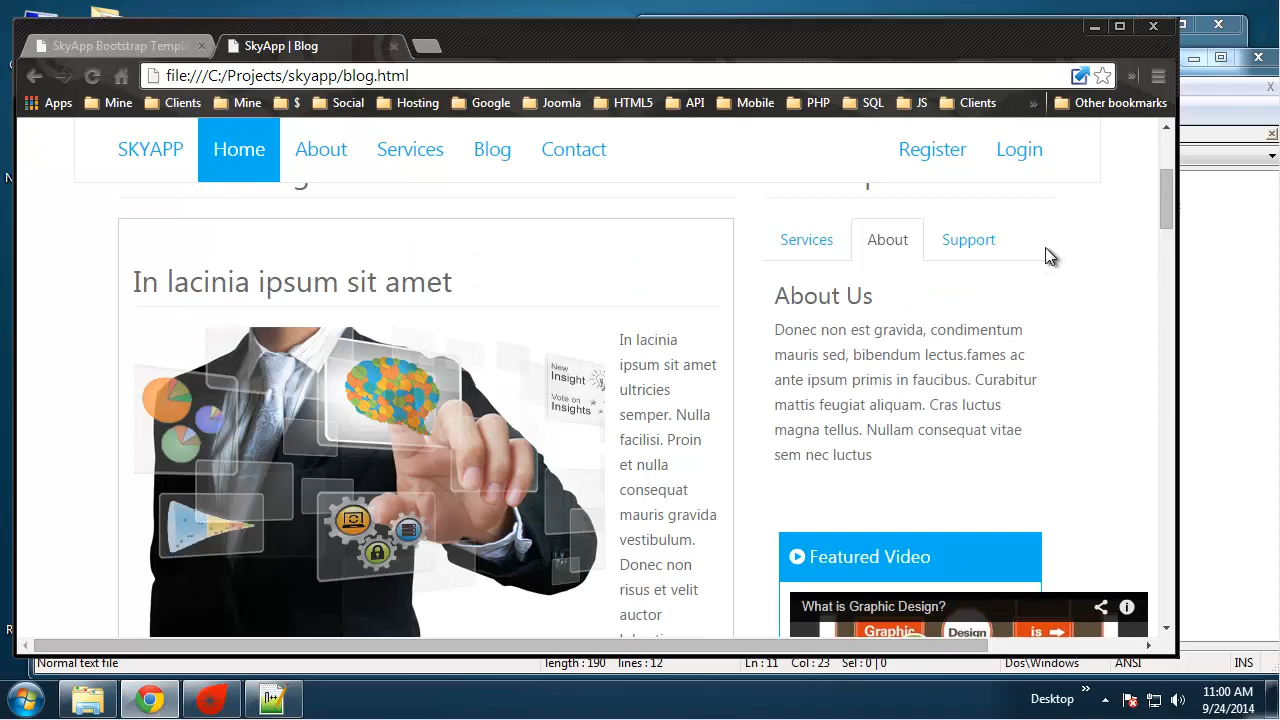 SkyApp Bootstrap Templ
SkyApp | Blog
file:///C:/Projects/skyapp/blog.html
»
Apps Mine Clients Mine $ Social Hosting Google Joomla HTML5 API Mobile PHP SQL JS Clients » Other bookmarks
SKYAPP Home About Services Blog Contact Register Login
Services About Support
In lacinia ipsum sit amet
In lacinia
ipsum sit amet
ultricies
semper. Nulla
facilisi. Proin
et nulla
consequat
mauris gravida
vestibulum.
Donec non
risus et velit
auctor
New
Insight
Vote on
Insights
About Us
Donec non est gravida, condimentum
mauris sed, bibendum lectus.fames ac
ante ipsum primis in faucibus. Curabitur
mattis feugiat aliquam. Cras luctus
magna tellus. Nullam consequat vitae
sem nec luctus
Featured Video
What is Graphic Design?
Graphic Design is
Normal text file length : 190 lines : 12 Ln : 11 Col : 23 Sel : 0 | 0 Dos\Windows ANSI INS
Desktop »
11:00 AM
9/24/2014